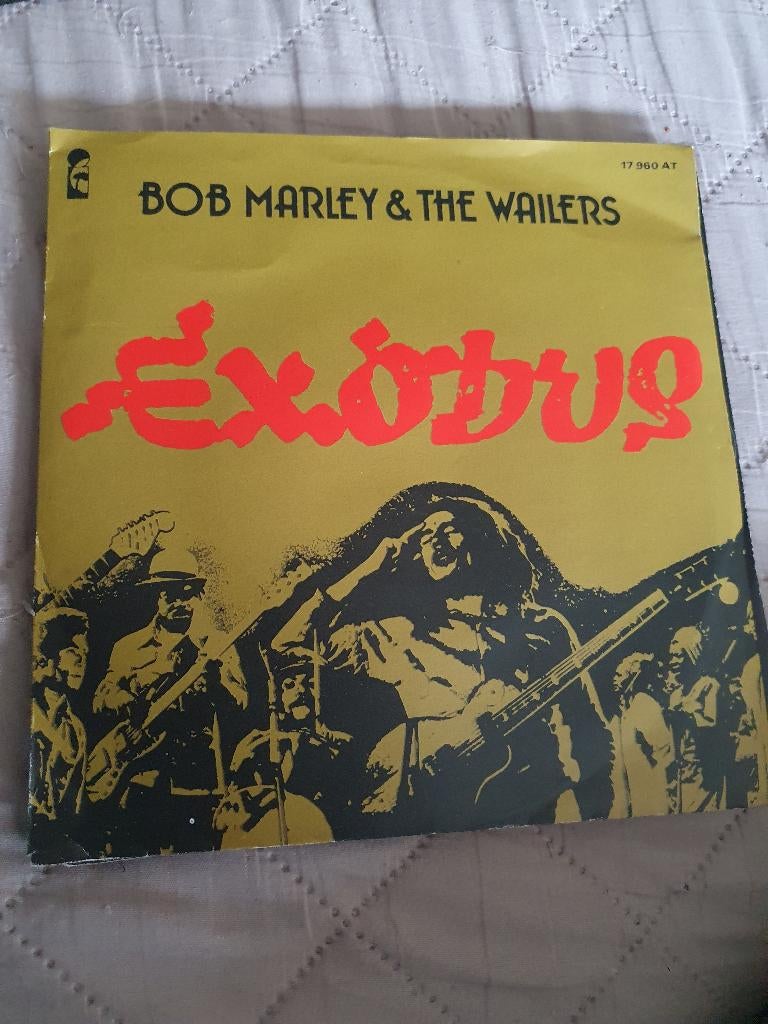 17 960 AT
BOB MARLEY & THE WAILERS
EXODUS